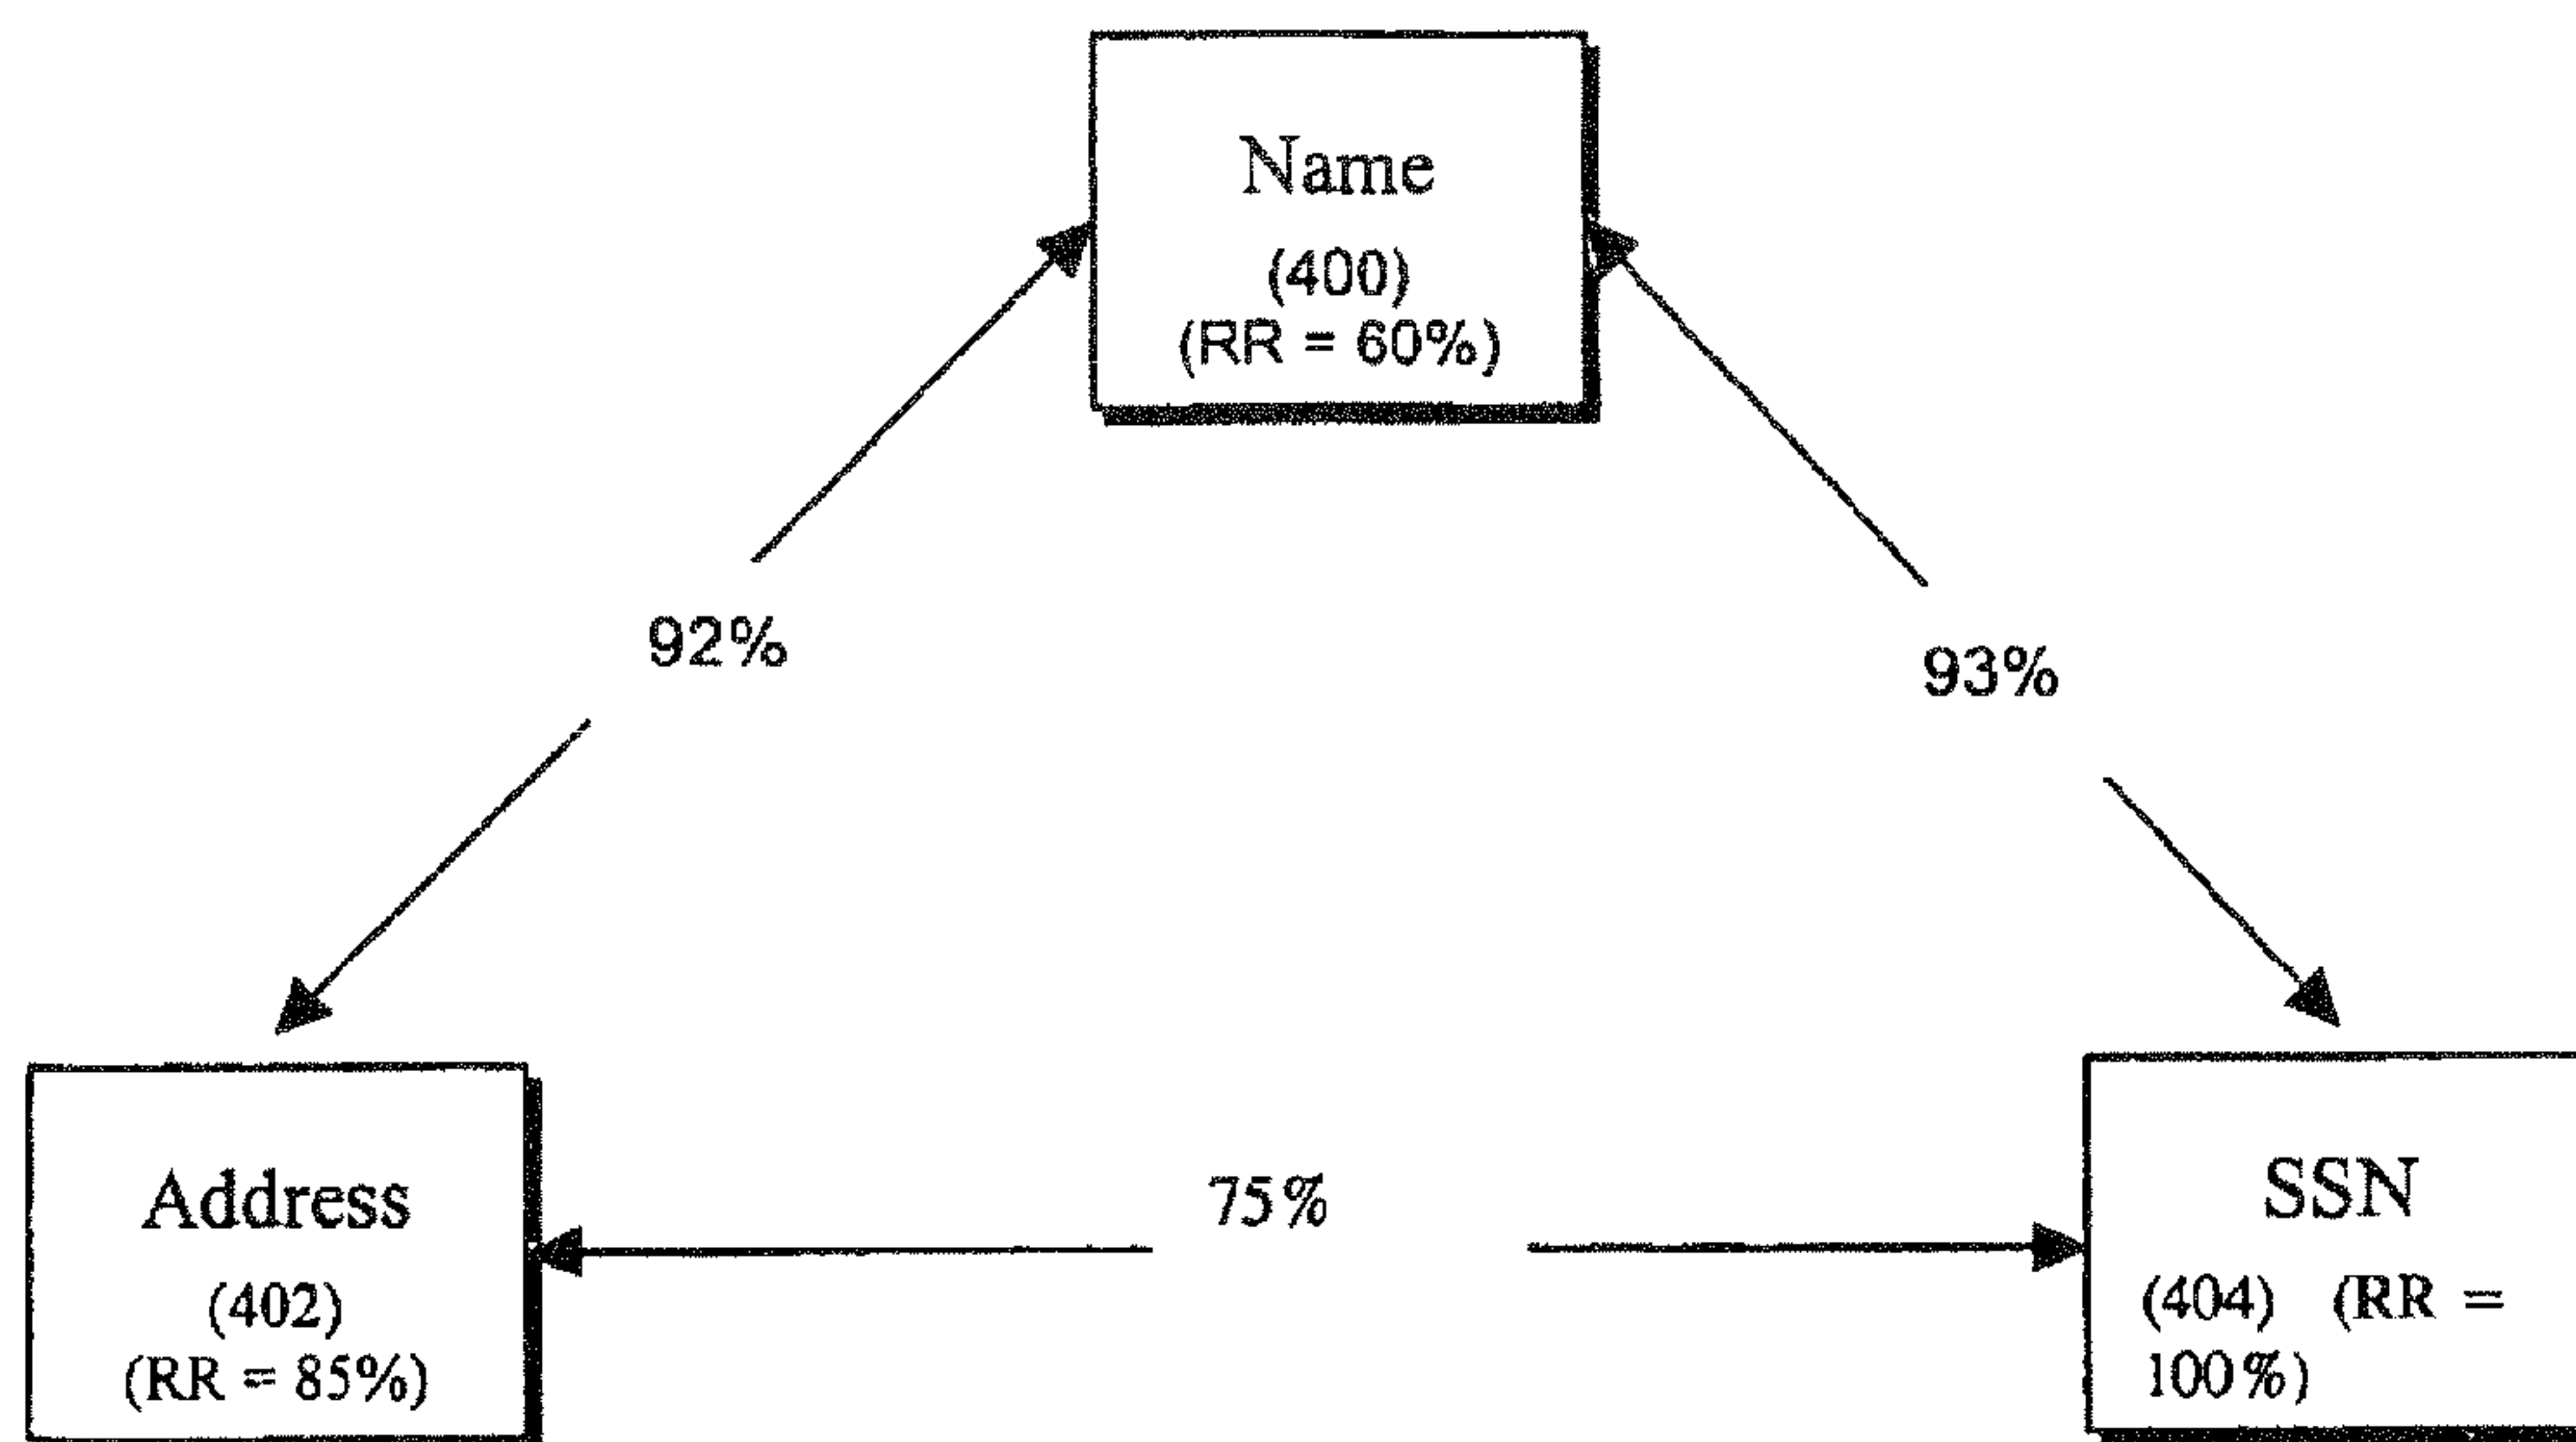 Name
(400)
(RR = 60%)
92%
93%
Address
(402)
(RR = 85%)
75%
SSN
(404) (RR =
100%)